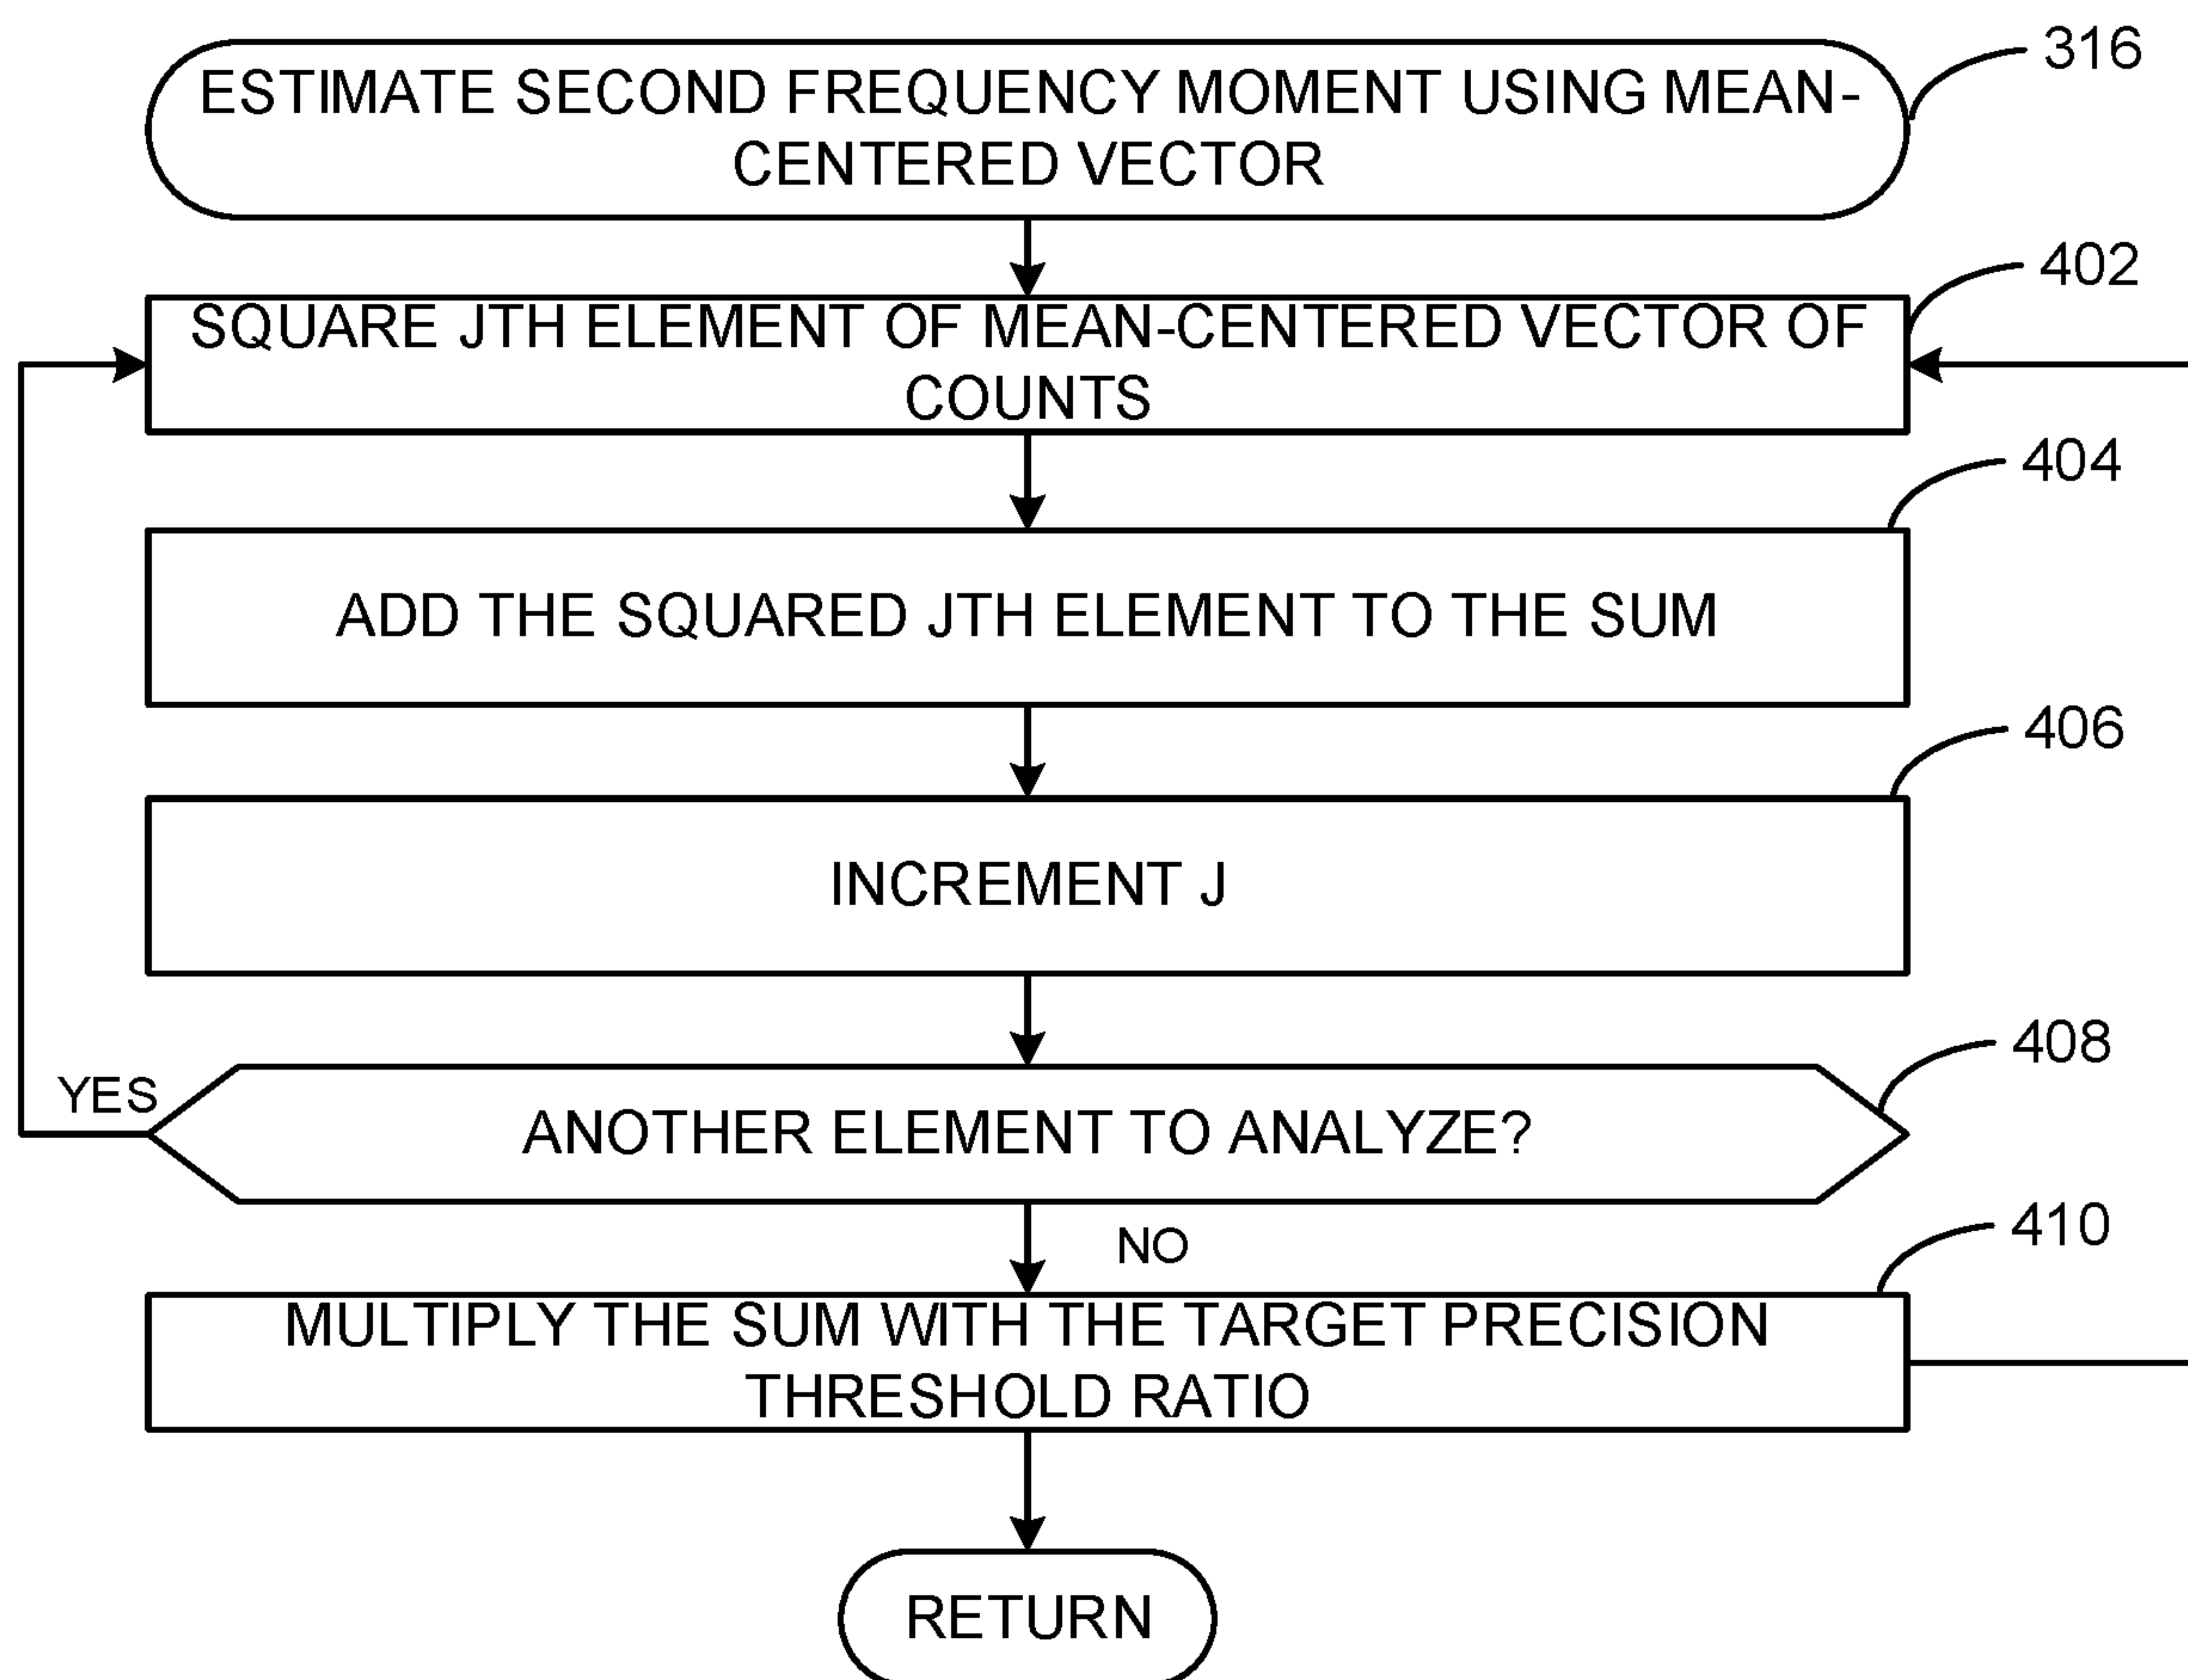 ESTIMATE SECOND FREQUENCY MOMENT USING MEAN-
CENTERED VECTOR
316
402
SQUARE JTH ELEMENT OF MEAN-CENTERED VECTOR OF
COUNTS
404
ADD THE SQUARED JTH ELEMENT TO THE SUM
406
INCREMENT J
408
YES
ANOTHER ELEMENT TO ANALYZE?
NO
410
MULTIPLY THE SUM WITH THE TARGET PRECISION
THRESHOLD RATIO
RETURN